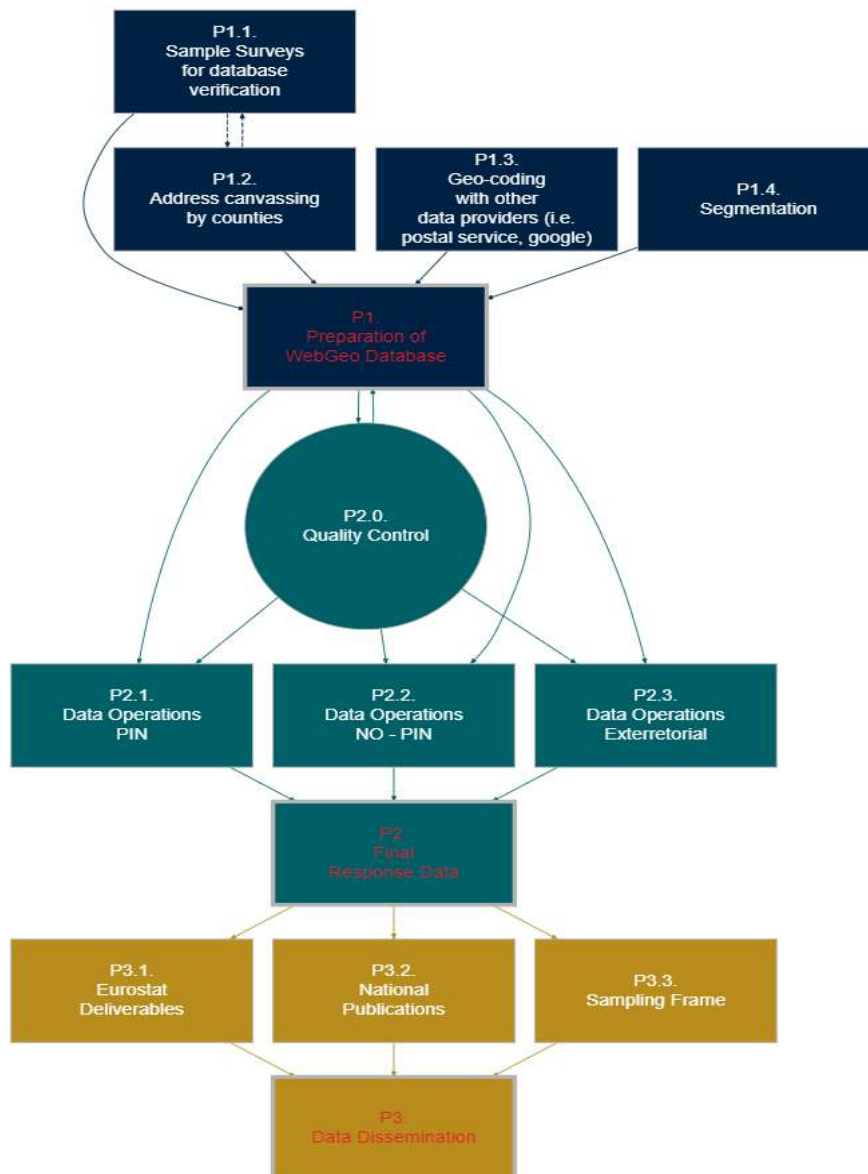 P1.1.
Sample Surveys
for database
verification
P1.2.
Address canvassing
by counties
P1.3.
Geo-coding
with other
data providers (i.e.
postal service, google)
P1.4.
Segmentation
P1.
Preparation of
WebGeo Database
P2.0.
Quality Control
P2.1.
Data Operations
PIN
P2.2.
Data Operations
NO - PIN
P2.3.
Data Operations
Exterretorial
P2.
Final
Response Data
P3.1.
Eurostat
Deliverables
P3.2.
National
Publications
P3.3.
Sampling Frame
P3.
Data Dissemination